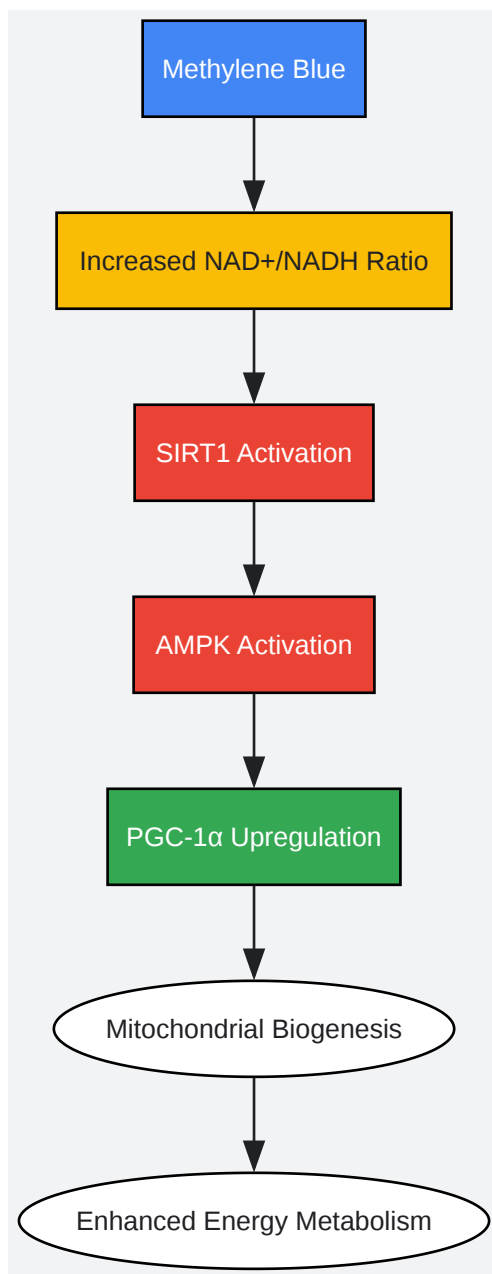 Methylene Blue
Increased NAD+/NADH Ratio
SIRT1 Activation
AMPK Activation
PGC-1α Upregulation
Mitochondrial Biogenesis
Enhanced Energy Metabolism